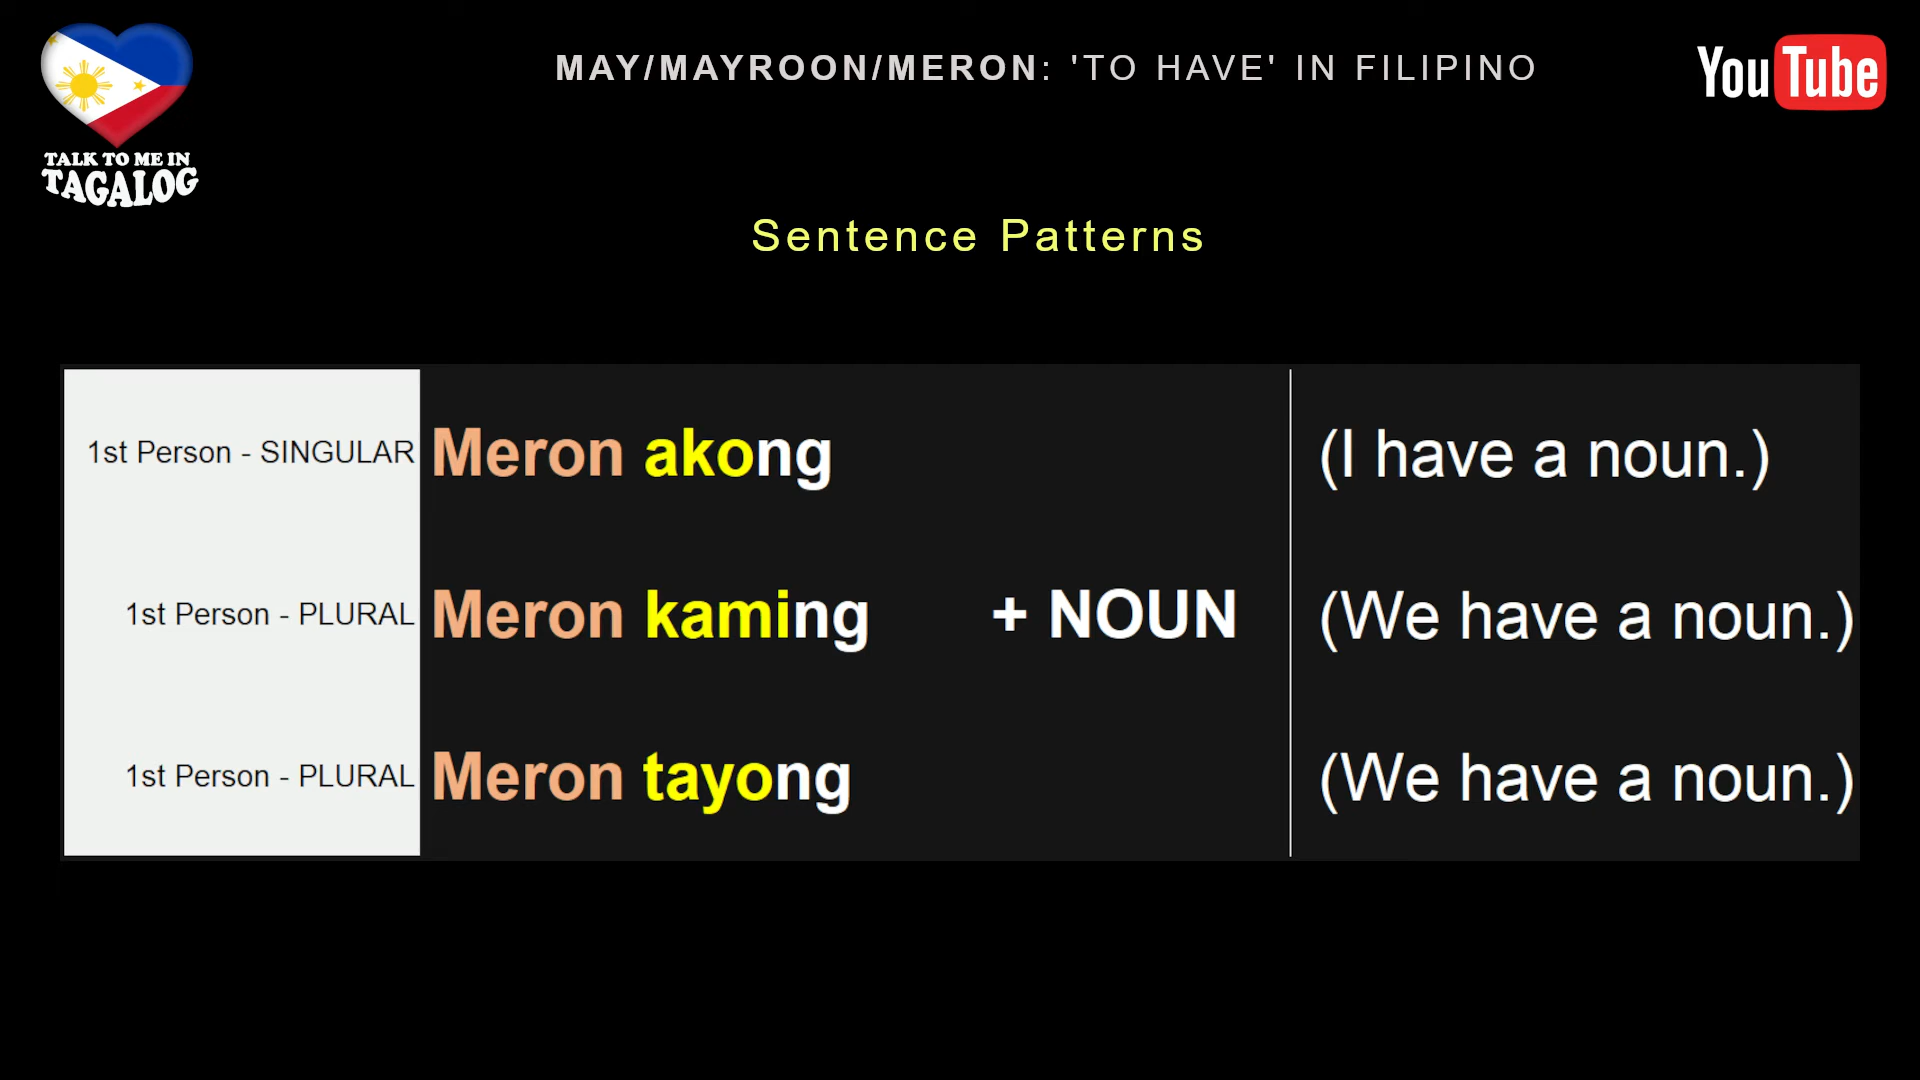 MAY/MAYROON/MERON: 'TO HAVE' IN FILIPINO
YouTube
TALK TO ME IN
TAGALOG
Sentence Patterns
1st Person - SINGULAR Meron akong (I have a noun.)
1st Person - PLURAL Meron kaming + NOUN (We have a noun.)
1st Person - PLURAL Meron tayong (We have a noun.)